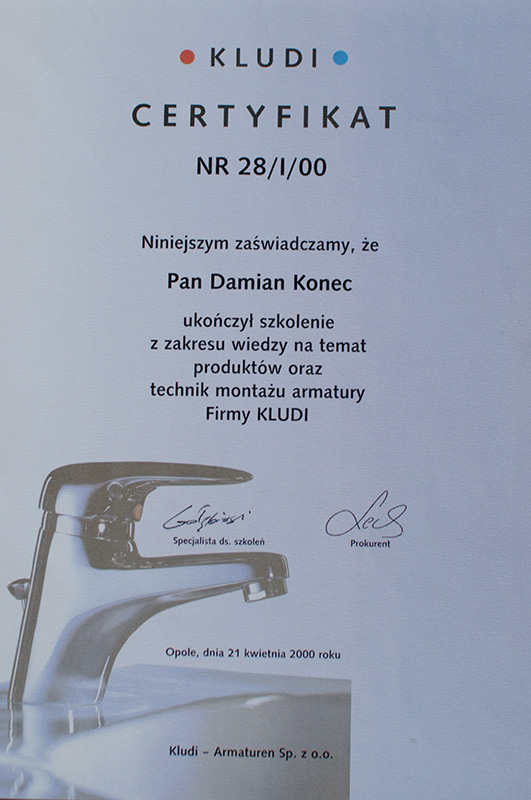 KLUDI
CERTYFIKAT
NR 28/I/00
Niniejszym zaświadczamy, że
Pan Damian Konec
ukończył szkolenie
z zakresu wiedzy na temat
produktów oraz
technik montażu armatury
Firmy KLUDI
Specjalista ds. szkoleń
Prokurent
Opole, dnia 21 kwietnia 2000 roku
Kludi – Armaturen Sp. z o.o.